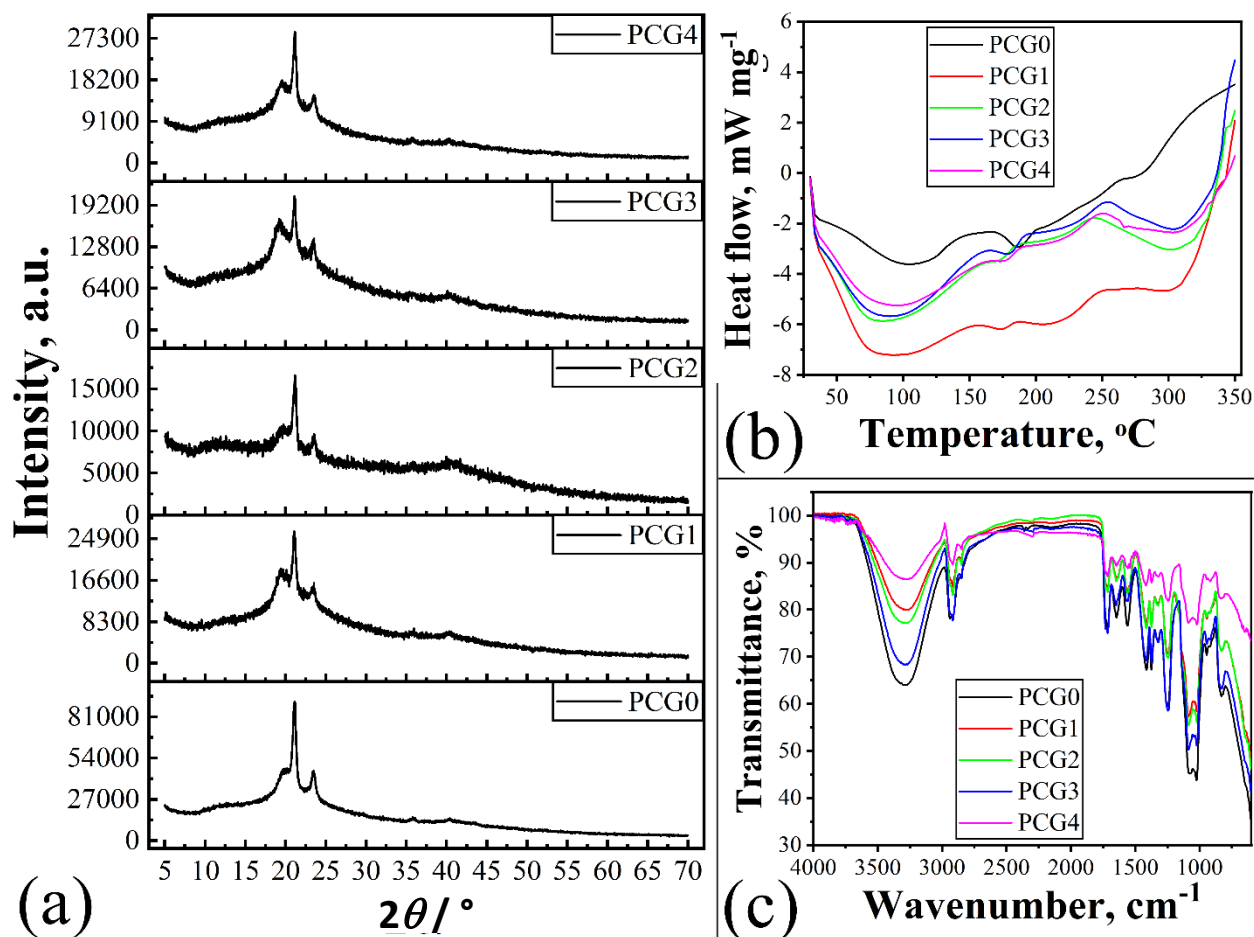 Intensity, a.u.
27300
18200
9100
0
PCG4
19200
12800
6400
0
PCG3
15000
10000
5000
0
PCG2
24900
16600
8300
0
PCG1
81000
54000
27000
0
PCG0
5 10 15 20 25 30 35 40 45 50 55 60 65 70
2θ / °
(a)
Heat flow, mW mg⁻¹
6
4
2
0
-2
-4
-6
-8
PCG0
PCG1
PCG2
PCG3
PCG4
50 100 150 200 250 300 350
Temperature, °C
(b)
Transmittance, %
100
90
80
70
60
50
40
30
PCG0
PCG1
PCG2
PCG3
PCG4
4000 3500 3000 2500 2000 1500 1000
Wavenumber, cm⁻¹
(c)